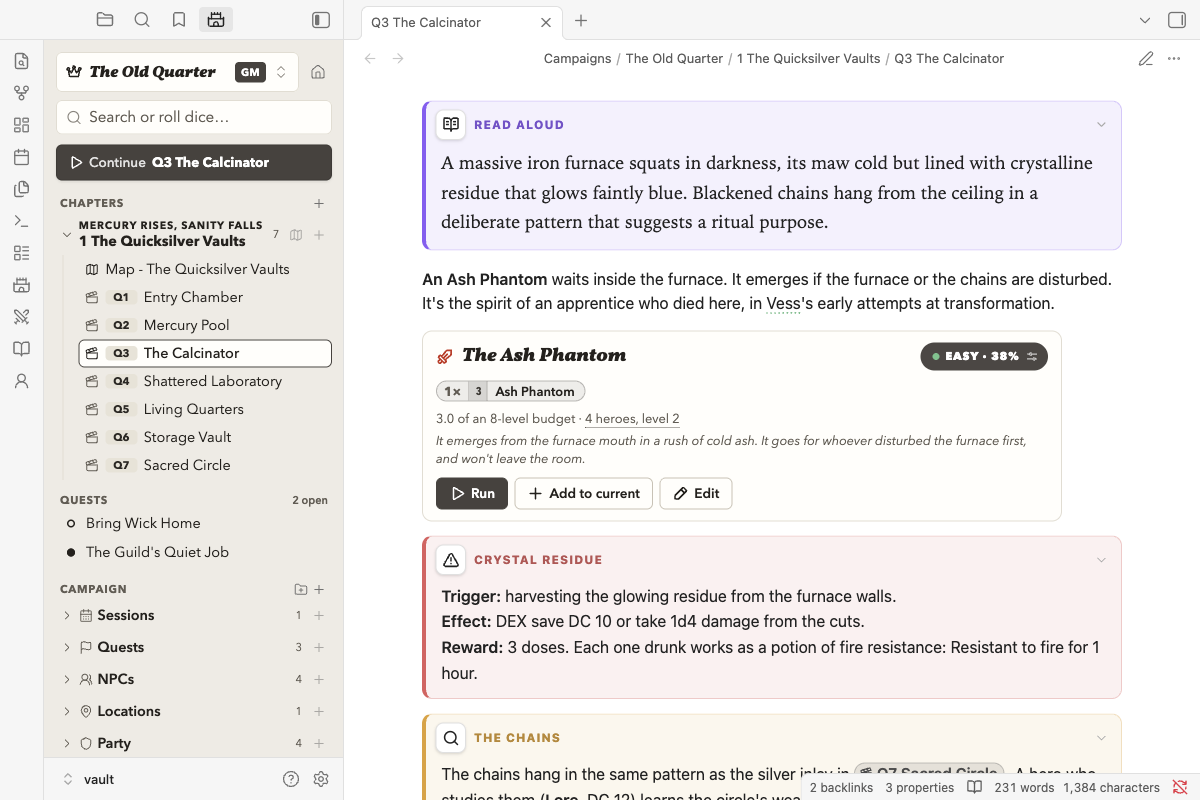 Q3 The Calcinator
Campaigns / The Old Quarter / 1 The Quicksilver Vaults / Q3 The Calcinator
The Old Quarter GM
Search or roll dice…
Continue Q3 The Calcinator
CHAPTERS
MERCURY RISES, SANITY FALLS
1 The Quicksilver Vaults 7
Map - The Quicksilver Vaults
Q1 Entry Chamber
Q2 Mercury Pool
Q3 The Calcinator
Q4 Shattered Laboratory
Q5 Living Quarters
Q6 Storage Vault
Q7 Sacred Circle
QUESTS 2 open
Bring Wick Home
The Guild's Quiet Job
CAMPAIGN
Sessions 1
Quests 3
NPCs 4
Locations 1
Party 4
vault
READ ALOUD
A massive iron furnace squats in darkness, its maw cold but lined with crystalline
residue that glows faintly blue. Blackened chains hang from the ceiling in a
deliberate pattern that suggests a ritual purpose.
An Ash Phantom waits inside the furnace. It emerges if the furnace or the chains are disturbed.
It's the spirit of an apprentice who died here, in Vess's early attempts at transformation.
The Ash Phantom
EASY · 38%
1× 3 Ash Phantom
3.0 of an 8-level budget · 4 heroes, level 2
It emerges from the furnace mouth in a rush of cold ash. It goes for whoever disturbed the furnace first,
and won't leave the room.
Run
Add to current
Edit
CRYSTAL RESIDUE
Trigger: harvesting the glowing residue from the furnace walls.
Effect: DEX save DC 10 or take 1d4 damage from the cuts.
Reward: 3 doses. Each one drunk works as a potion of fire resistance: Resistant to fire for 1
hour.
THE CHAINS
The chains hang in the same pattern as the silver inlay in Q7 Sacred Circle. A hero who
studies them (Lore, DC 12) learns the circle's
2 backlinks 3 properties 231 words 1,384 characters